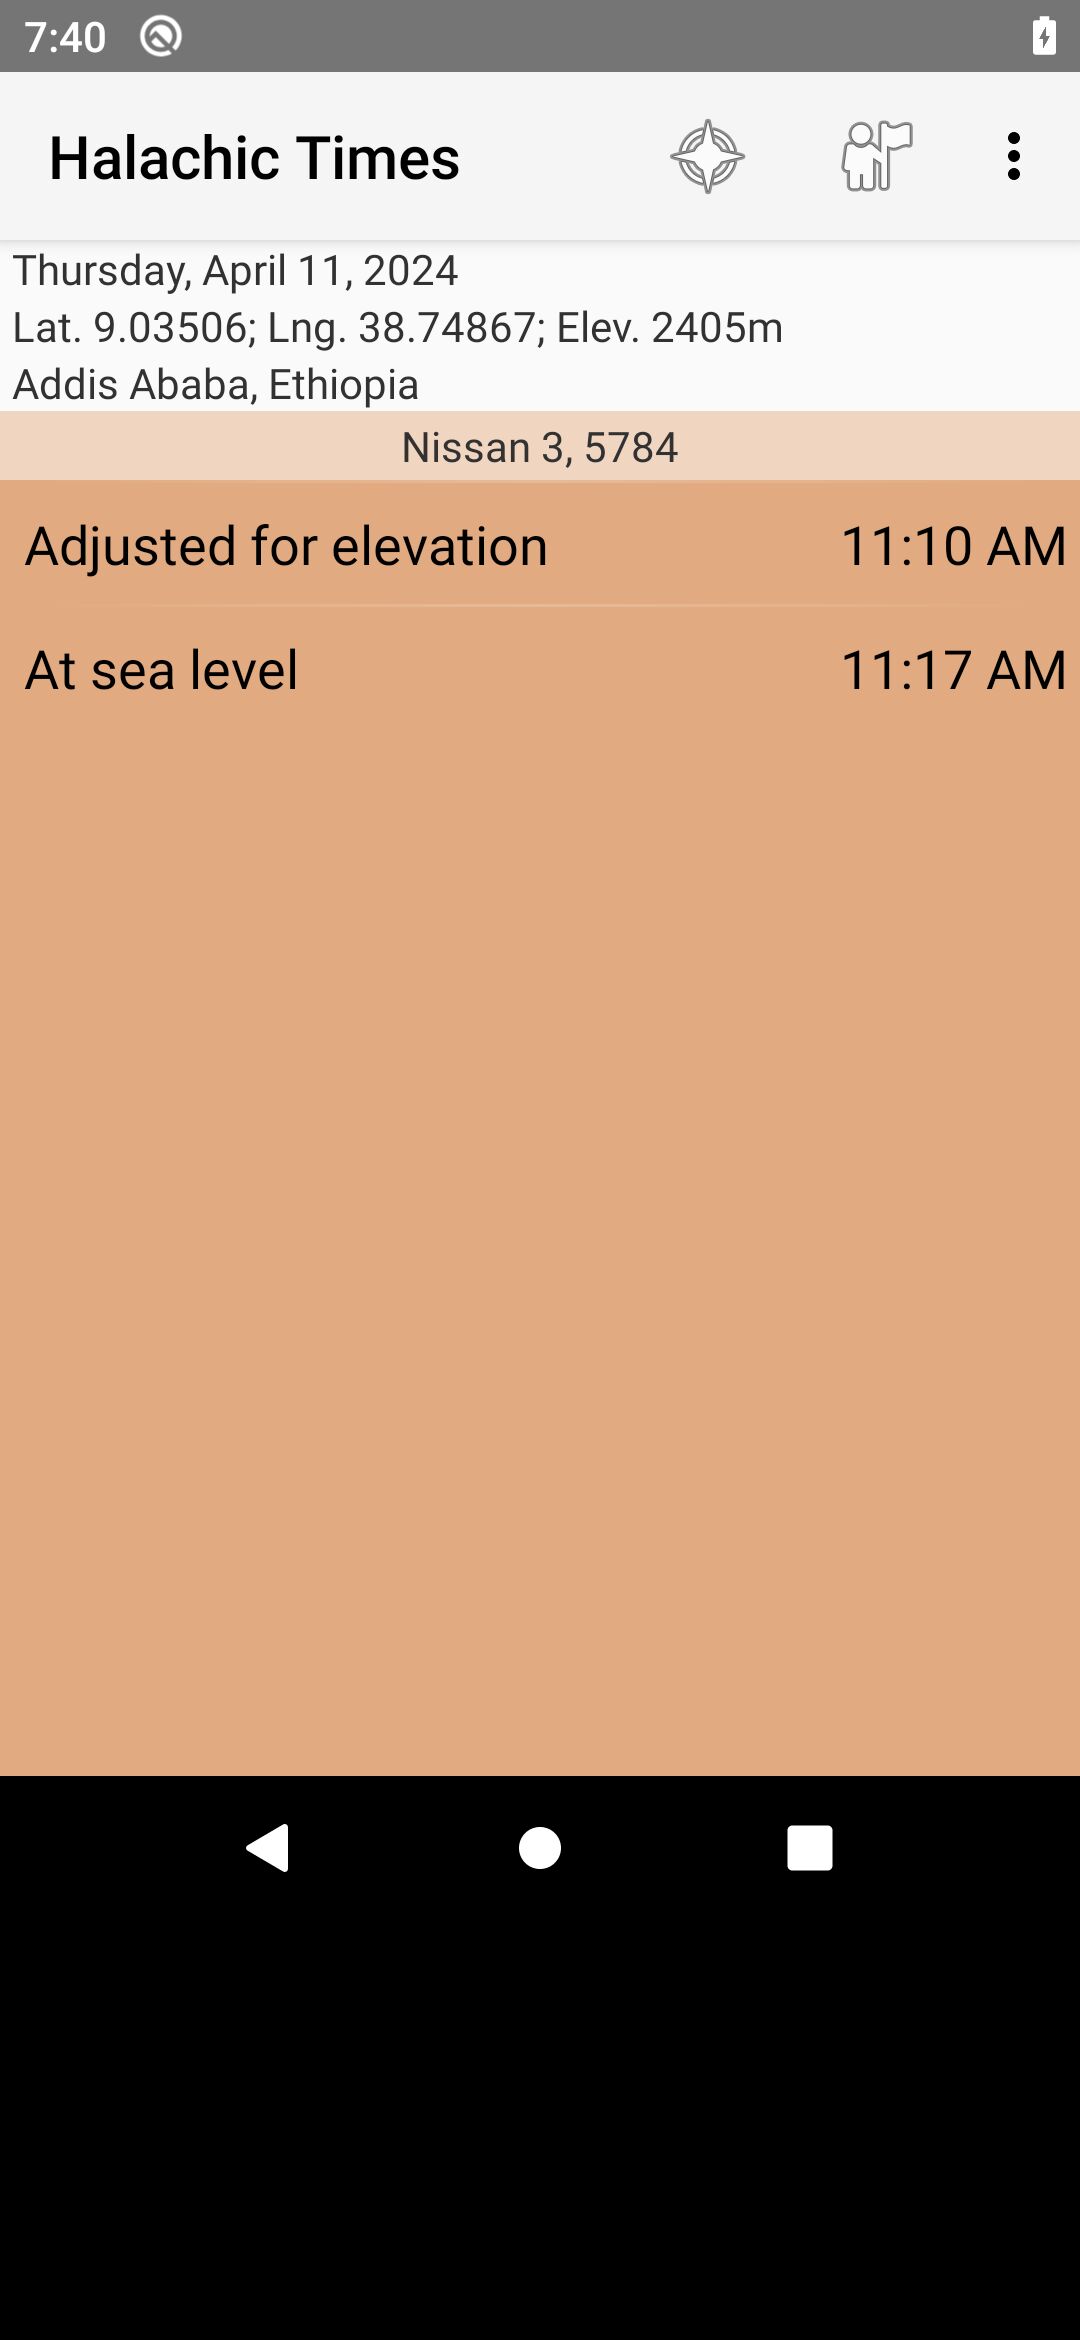 7:40
Halachic Times
Thursday, April 11, 2024
Lat. 9.03506; Lng. 38.74867; Elev. 2405m
Addis Ababa, Ethiopia
Nissan 3, 5784
Adjusted for elevation 11:10 AM
At sea level 11:17 AM